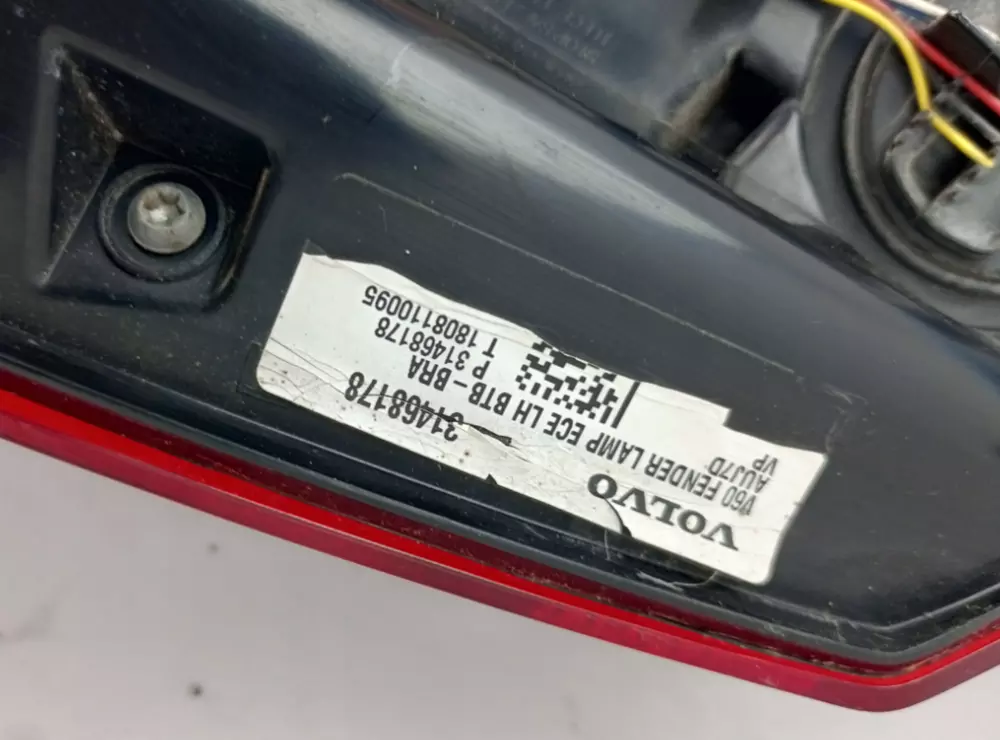 VOLVO 31468178
V60 FENDER LAMP ECE LH BTB-BRA
AUJ7D P 31468178
VP T 1808110095